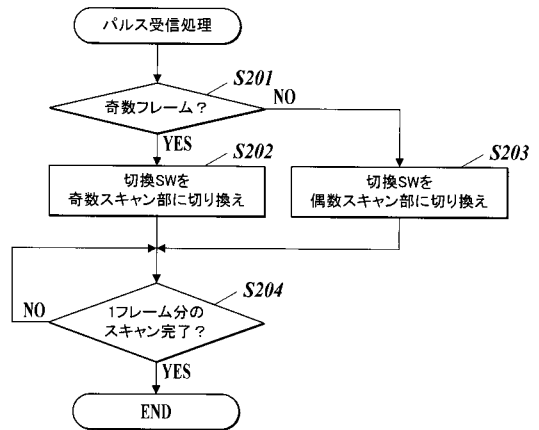 パルス受信処理
S201
奇数フレーム？
NO
YES
S202
切換SWを
奇数スキャン部に切り換え
S203
切換SWを
偶数スキャン部に切り換え
S204
NO
1フレーム分の
スキャン完了？
YES
END